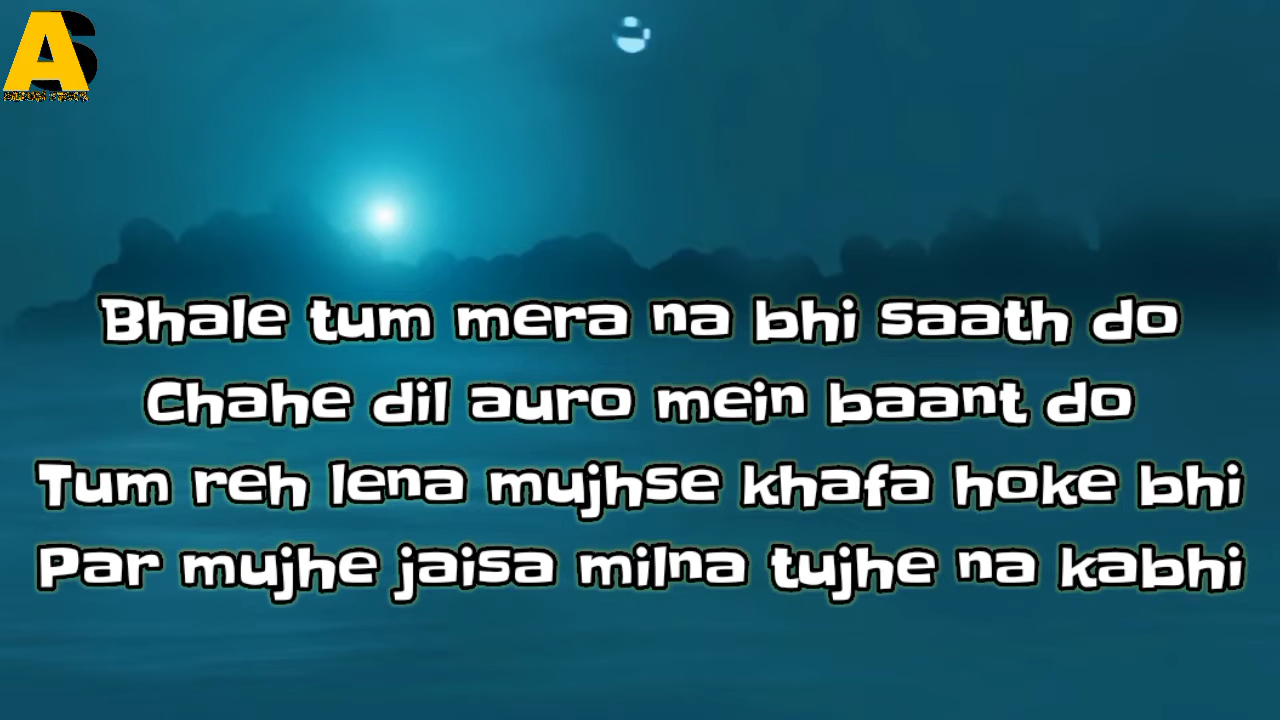 AS
Bhale tum mera na bhi saath do
Chahe dil auro mein baant do
Tum reh lena mujhse khafa hoke bhi
Par mujhe jaisa milna tujhe na kabhi